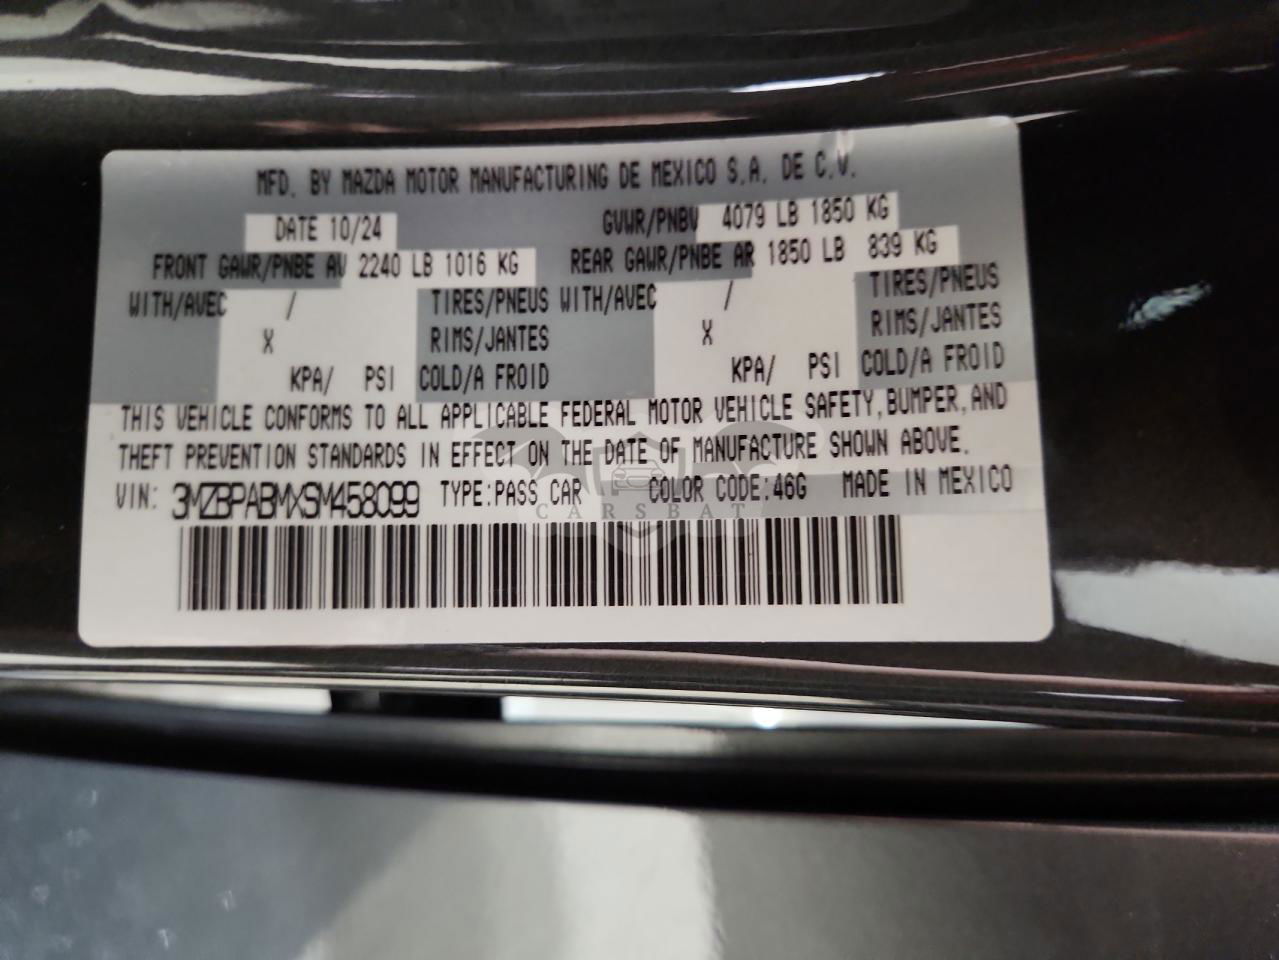 MFD. BY MAZDA MOTOR MANUFACTURING DE MEXICO S.A. DE C.V.
DATE 10/24 GVWR/PNBV 4079 LB 1850 KG
FRONT GAWR/PNBE AV 2240 LB 1016 KG REAR GAWR/PNBE AR 1850 LB 839 KG
WITH/AVEC / TIRES/PNEUS WITH/AVEC / TIRES/PNEUS
X RIMS/JANTES X RIMS/JANTES
KPA/ PSI COLD/A FROID KPA/ PSI COLD/A FROID
THIS VEHICLE CONFORMS TO ALL APPLICABLE FEDERAL MOTOR VEHICLE SAFETY, BUMPER, AND
THEFT PREVENTION STANDARDS IN EFFECT ON THE DATE OF MANUFACTURE SHOWN ABOVE.
VIN: 3MZBPABMXSM458099 TYPE:PASS CAR COLOR CODE:46G MADE IN MEXICO
CARSBAT